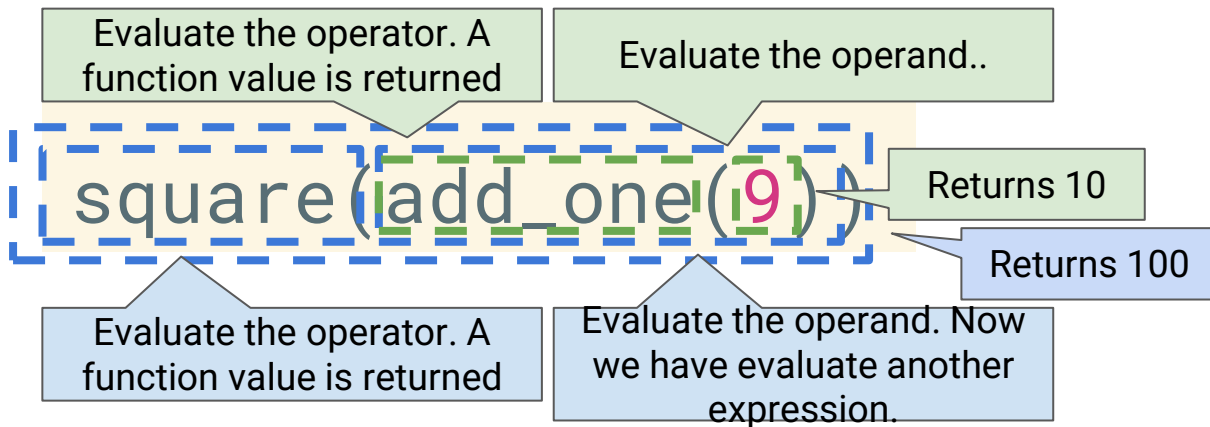 Evaluate the operator. A
function value is returned
Evaluate the operand..
square(add_one(9))
Returns 10
Returns 100
Evaluate the operator. A
function value is returned
Evaluate the operand. Now
we have evaluate another
expression.